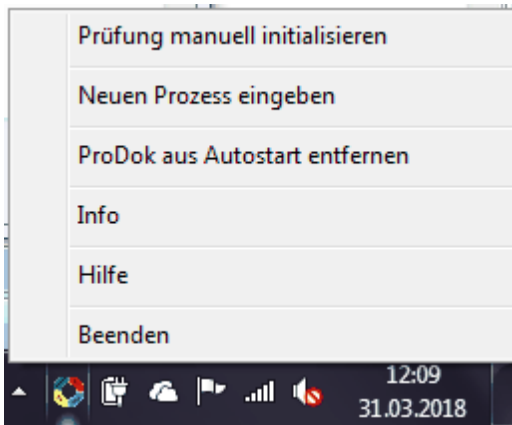 Prüfung manuell initialisieren
Neuen Prozess eingeben
ProDok aus Autostart entfernen
Info
Hilfe
Beenden
12:09
31.03.2018